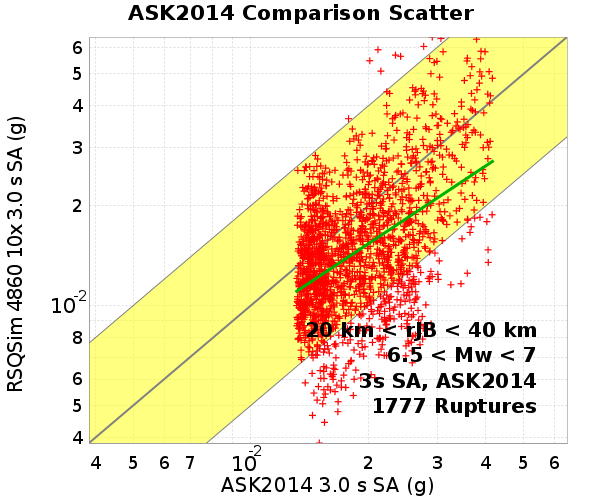 ASK2014 Comparison Scatter
RSQSim 4860 10x 3.0 s SA (g)
6
5
4
3
2
10⁻²
8
6
5
4
20 km < rJB < 40 km
6.5 < Mw < 7
3s SA, ASK2014
1777 Ruptures
4 5 6 7 10⁻² 2 3 4 5 6
ASK2014 3.0 s SA (g)